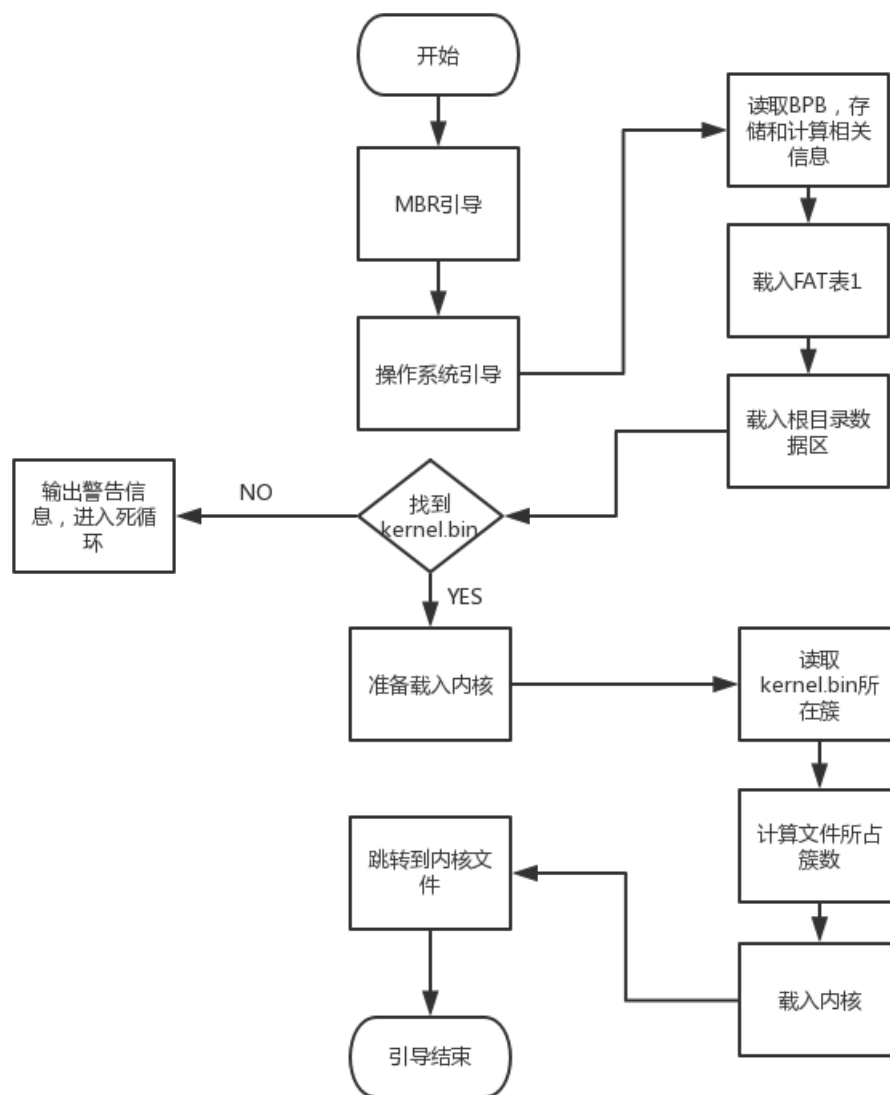 开始
MBR引导
操作系统引导
读取BPB，存
储和计算相关
信息
载入FAT表1
载入根目录数
据区
找到
kernel.bin
NO
输出警告信
息，进入死循
环
YES
准备载入内核
读取
kernel.bin所
在簇
计算文件所占
簇数
载入内核
跳转到内核文
件
引导结束